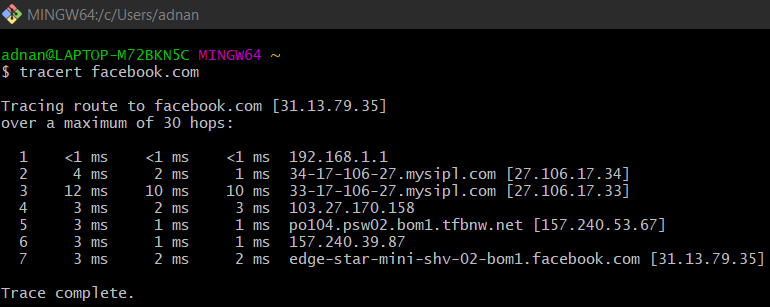 MINGW64:/c/Users/adnan
adnan@LAPTOP-M72BKN5C MINGW64 ~
$ tracert facebook.com
Tracing route to facebook.com [31.13.79.35]
over a maximum of 30 hops:
1 <1 ms <1 ms <1 ms 192.168.1.1
2 4 ms 2 ms 1 ms 34-17-106-27.mysipl.com [27.106.17.34]
3 12 ms 10 ms 10 ms 33-17-106-27.mysipl.com [27.106.17.33]
4 3 ms 2 ms 3 ms 103.27.170.158
5 3 ms 1 ms 1 ms po104.psw02.bom1.tfbnw.net [157.240.53.67]
6 3 ms 1 ms 1 ms 157.240.39.87
7 3 ms 2 ms 2 ms edge-star-mini-shv-02-bom1.facebook.com [31.13.79.35]
Trace complete.